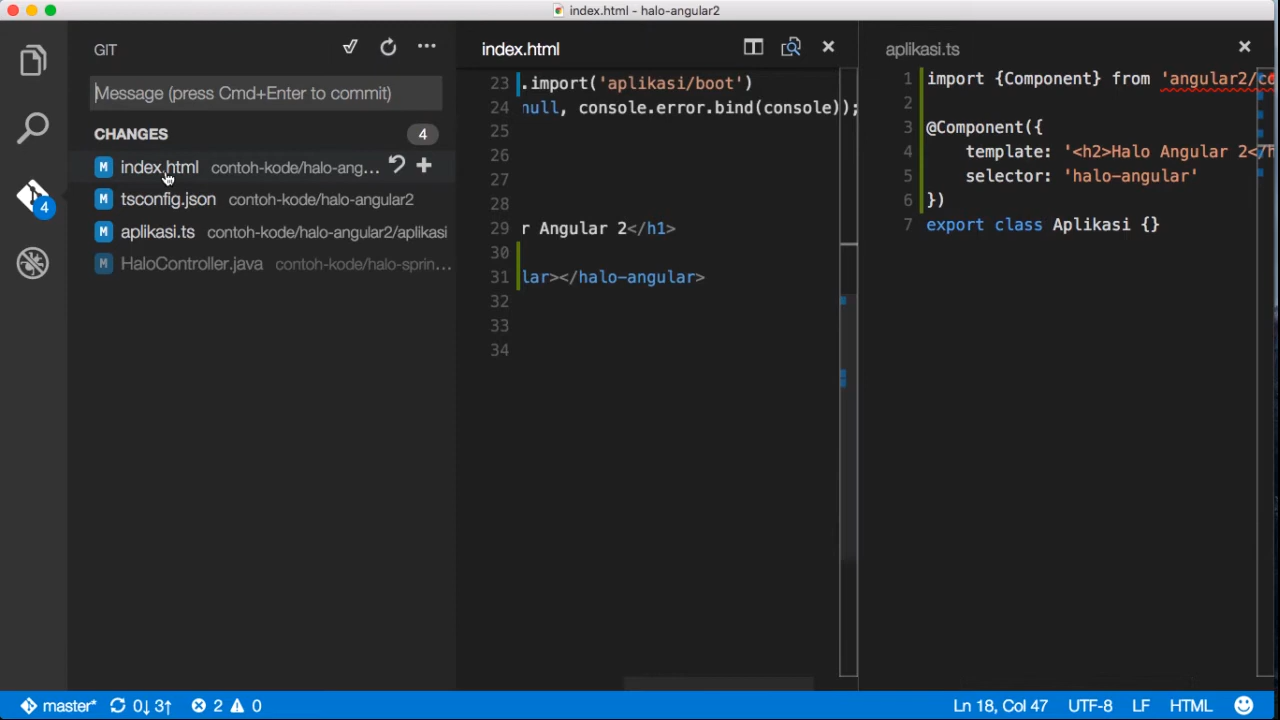 index.html - halo-angular2
GIT
Message (press Cmd+Enter to commit)
CHANGES 4
M index.html contoh-kode/halo-ang...
M tsconfig.json contoh-kode/halo-angular2
M aplikasi.ts contoh-kode/halo-angular2/aplikasi
M HaloController.java contoh-kode/halo-sprin...
4
index.html
23 .import('aplikasi/boot')
24 null, console.error.bind(console));
25
26
27
28
29 r Angular 2</h1>
30
31 lar></halo-angular>
32
33
34
aplikasi.ts
1 import {Component} from 'angular2/co
2
3 @Component({
4 template: '<h2>Halo Angular 2</h
5 selector: 'halo-angular'
6 })
7 export class Aplikasi {}
master* 0↓ 3↑ 2 0 Ln 18, Col 47 UTF-8 LF HTML